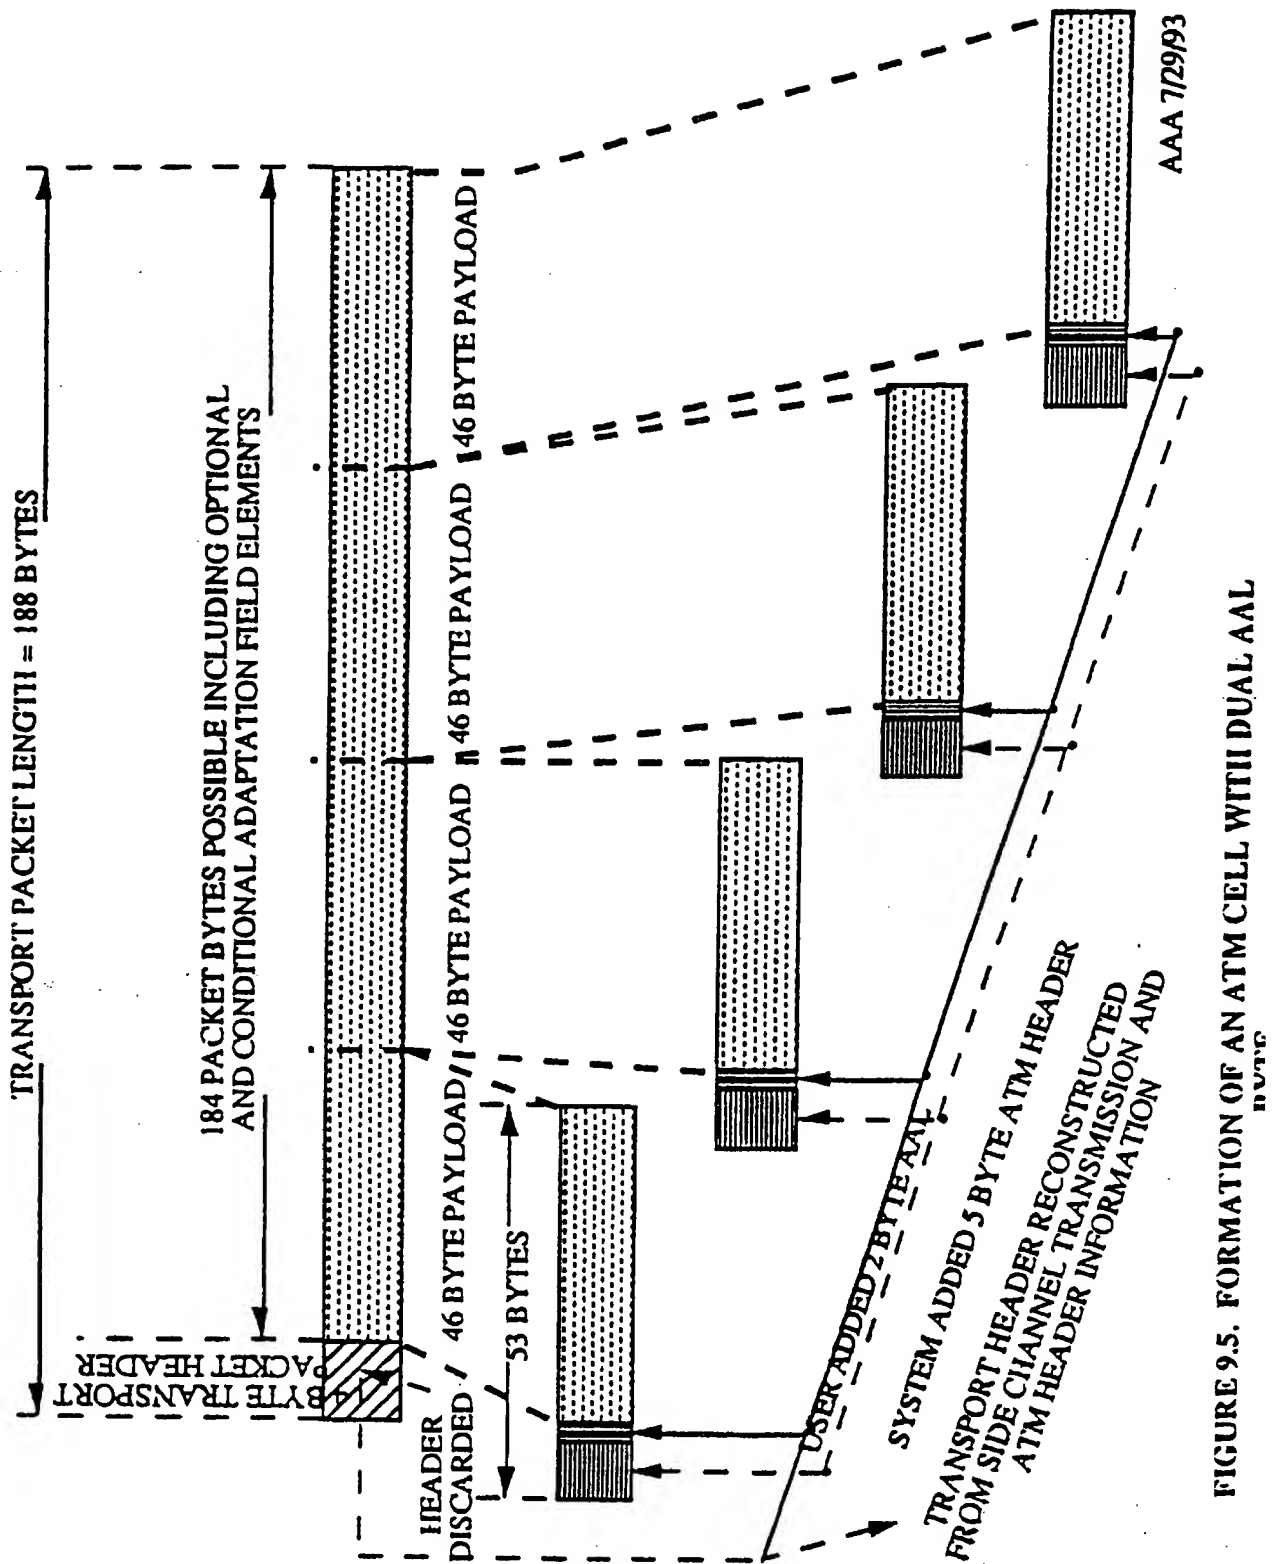 TRANSPORT PACKET LENGTH = 188 BYTES
184 PACKET BYTES POSSIBLE INCLUDING OPTIONAL
AND CONDITIONAL ADAPTATION FIELD ELEMENTS
4 BYTE TRANSPORT
PACKET HEADER
HEADER
DISCARDED
46 BYTE PAYLOAD
46 BYTE PAYLOAD
46 BYTE PAYLOAD
46 BYTE PAYLOAD
53 BYTES
USER ADDED 2 BYTE AAL
SYSTEM ADDED 5 BYTE ATM HEADER
TRANSPORT HEADER RECONSTRUCTED
FROM SIDE CHANNEL TRANSMISSION AND
ATM HEADER INFORMATION
AAA 7/29/93
FIGURE 9.5. FORMATION OF AN ATM CELL WITH DUAL AAL
BYTE